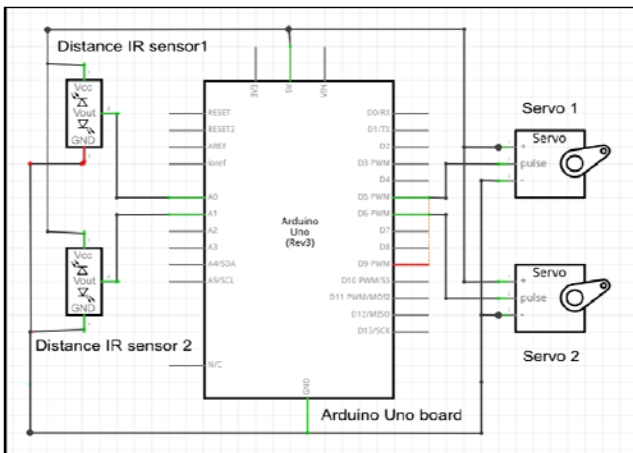 Distance IR sensor1
Vcc
Vout
GND
3V3
5V
VIN
RESET
RESET2
AREF
ioref
A0
A1
A2
A3
A4/SDA
A5/SCL
N/C
Arduino
Uno
(Rev3)
D0/RX
D1/TX
D2
D3 PWM
D4
D5 PWM
D6 PWM
D7
D8
D9 PWM
D10 PWM/SS
D11 PWM/MOSI
D12/MISO
D13/SCK
GND
Servo 1
Servo
+
pulse
-
Vcc
Vout
GND
Distance IR sensor 2
Servo
+
pulse
-
Servo 2
Arduino Uno board